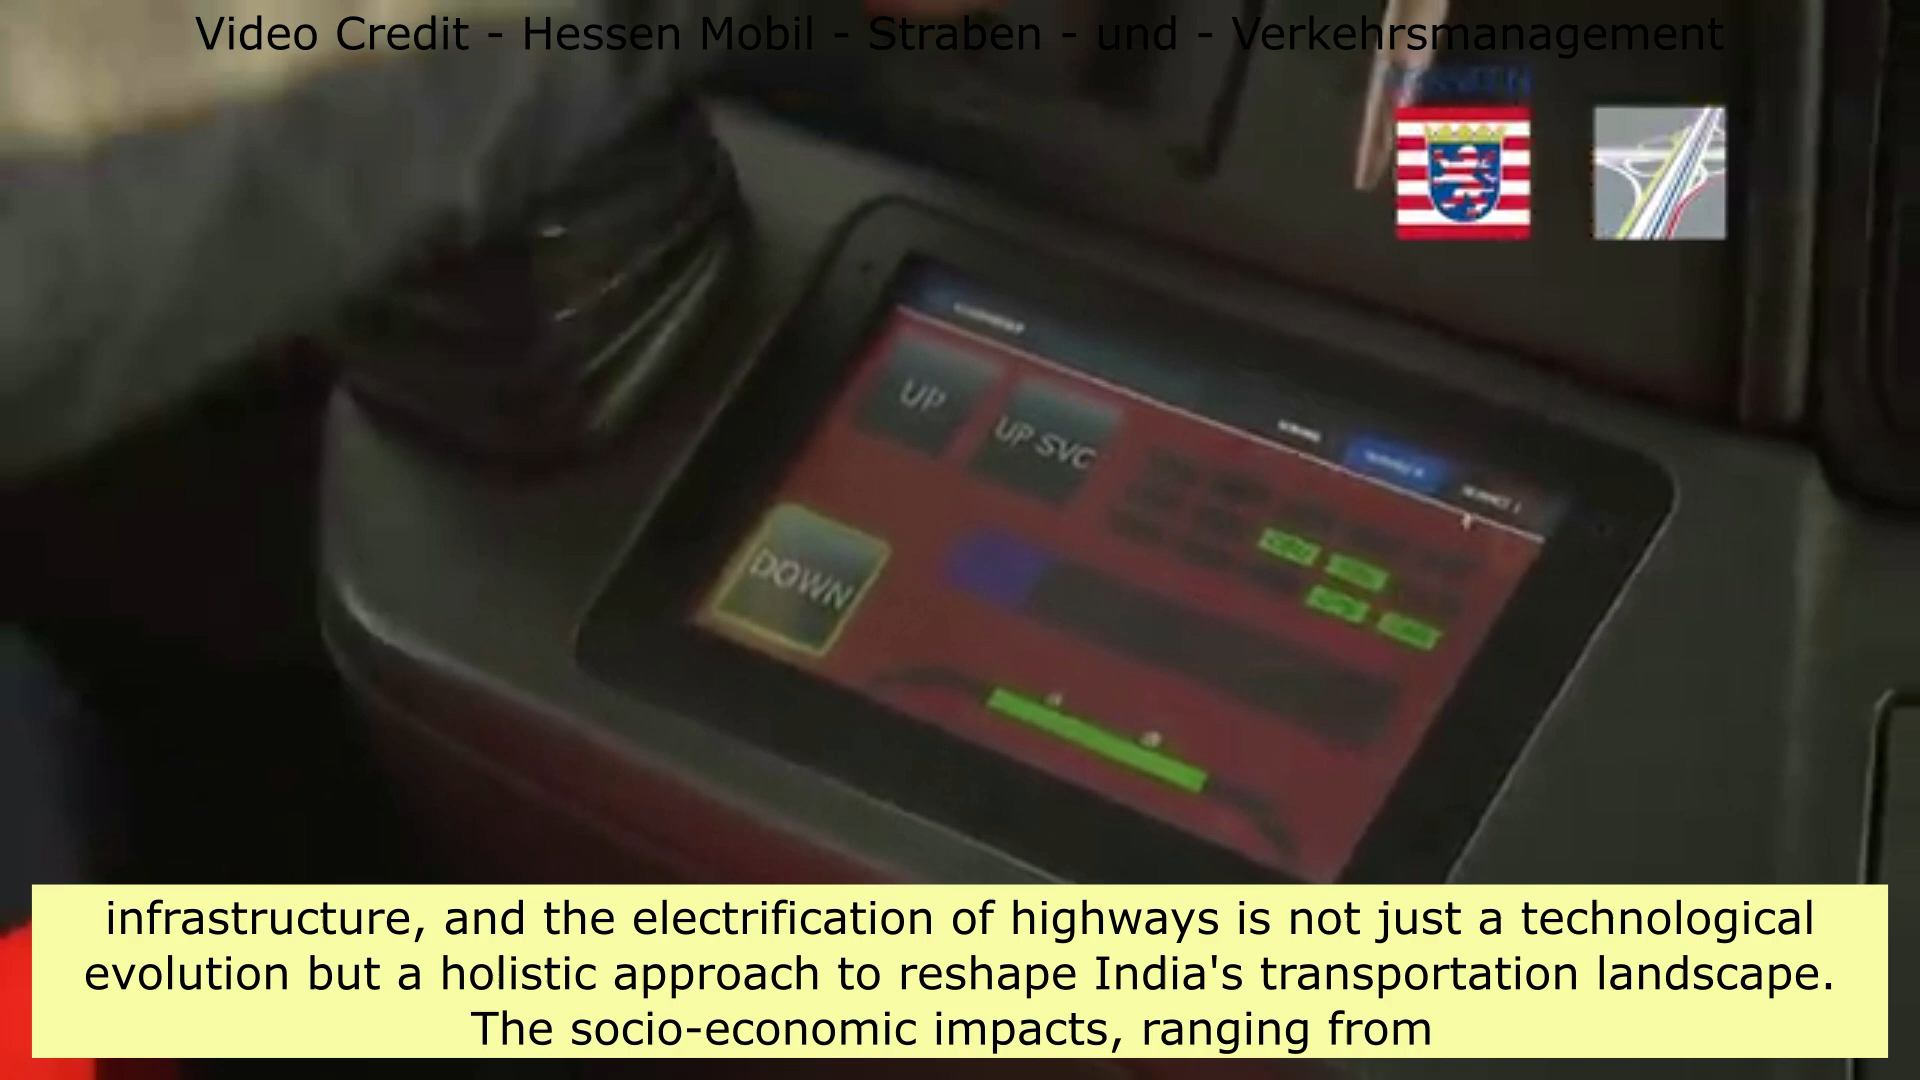 Video Credit - Hessen Mobil - Straben - und - Verkehrsmanagement
UP
UP SVC
DOWN
infrastructure, and the electrification of highways is not just a technological
evolution but a holistic approach to reshape India's transportation landscape.
The socio-economic impacts, ranging from